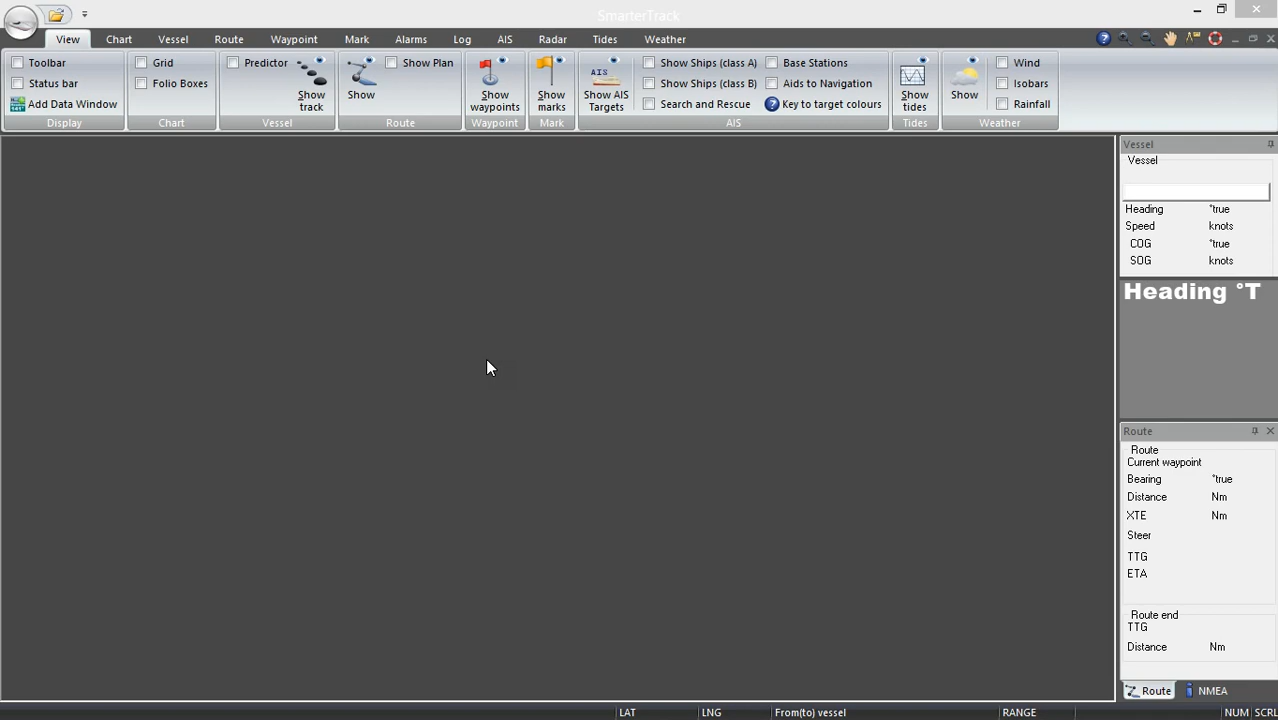 SmarterTrack
View Chart Vessel Route Waypoint Mark Alarms Log AIS Radar Tides Weather
Toolbar Grid Predictor Show Plan Show Ships (class A) Base Stations Wind
Status bar Folio Boxes Show track Show Show waypoints Show marks Show AIS Targets Show Ships (class B) Aids to Navigation Show tides Show Isobars
Add Data Window Search and Rescue Key to target colours Rainfall
Display Chart Vessel Route Waypoint Mark AIS Tides Weather
Vessel
Vessel
Heading °true
Speed knots
COG °true
SOG knots
Heading °T
Route
Route
Current waypoint
Bearing °true
Distance Nm
XTE Nm
Steer
TTG
ETA
Route end
TTG
Distance Nm
Route NMEA
LAT LNG From(to) vessel RANGE NUM SCRL